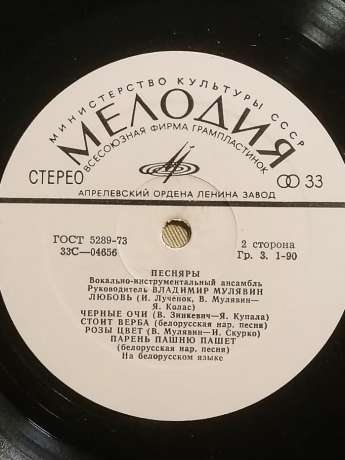 МИНИСТЕРСТВО КУЛЬТУРЫ СССР
МЕЛОДИЯ
ВСЕСОЮЗНАЯ ФИРМА ГРАМПЛАСТИНОК
СТЕРЕО
33
АПРЕЛЕВСКИЙ ОРДЕНА ЛЕНИНА ЗАВОД
ГОСТ 5289-73
2 сторона
33С—04656
Гр. 3. 1-90
ПЕСНЯРЫ
Вокально-инструментальный ансамбль
Руководитель ВЛАДИМИР МУЛЯВИН
ЛЮБОВЬ (И. Лученок, В. Мулявин—
Я. Колас)
ЧЕРНЫЕ ОЧИ (В. Зинкевич—Я. Купала)
СТОИТ ВЕРБА (белорусская нар. песня)
РОЗЫ ЦВЕТ (В. Мулявин—И. Скурко)
ПАРЕНЬ ПАШНЮ ПАШЕТ
(белорусская нар. песня)
На белорусском языке